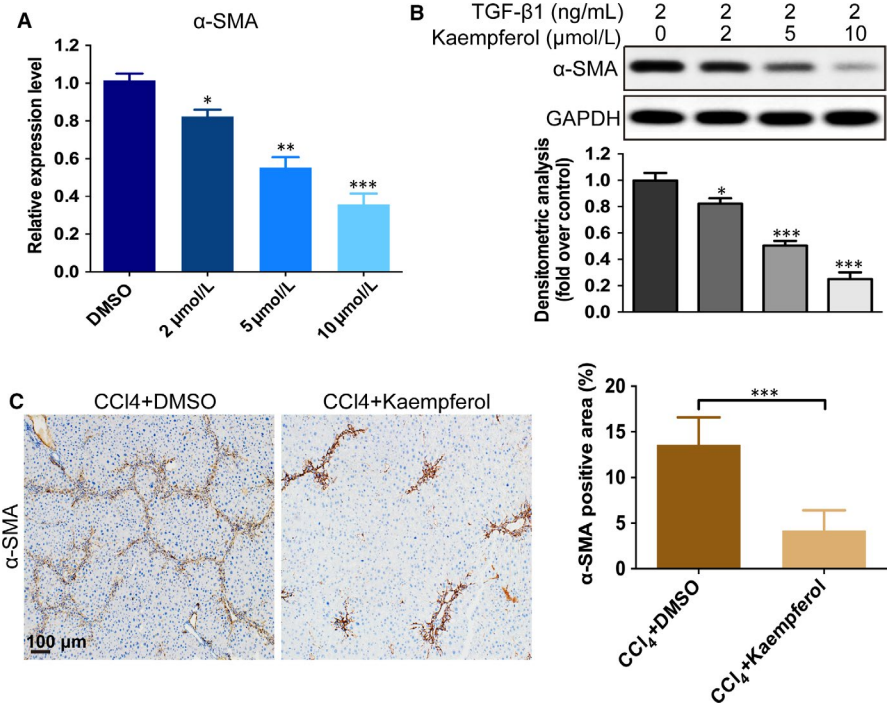 A
α-SMA
Relative expression level
1.2
1.0
0.8
0.6
0.4
0.2
0.0
*
**
***
DMSO
2 μmol/L
5 μmol/L
10 μmol/L
B
TGF-β1 (ng/mL) 2 2 2 2
Kaempferol (μmol/L) 0 2 5 10
α-SMA
GAPDH
Densitometric analysis
(fold over control)
1.2
1.0
0.8
0.6
0.4
0.2
0.0
*
***
***
C
CCl4+DMSO
CCl4+Kaempferol
α-SMA
100 μm
α-SMA positive area (%)
20
15
10
5
0
***
CCl₄+DMSO
CCl₄+Kaempferol